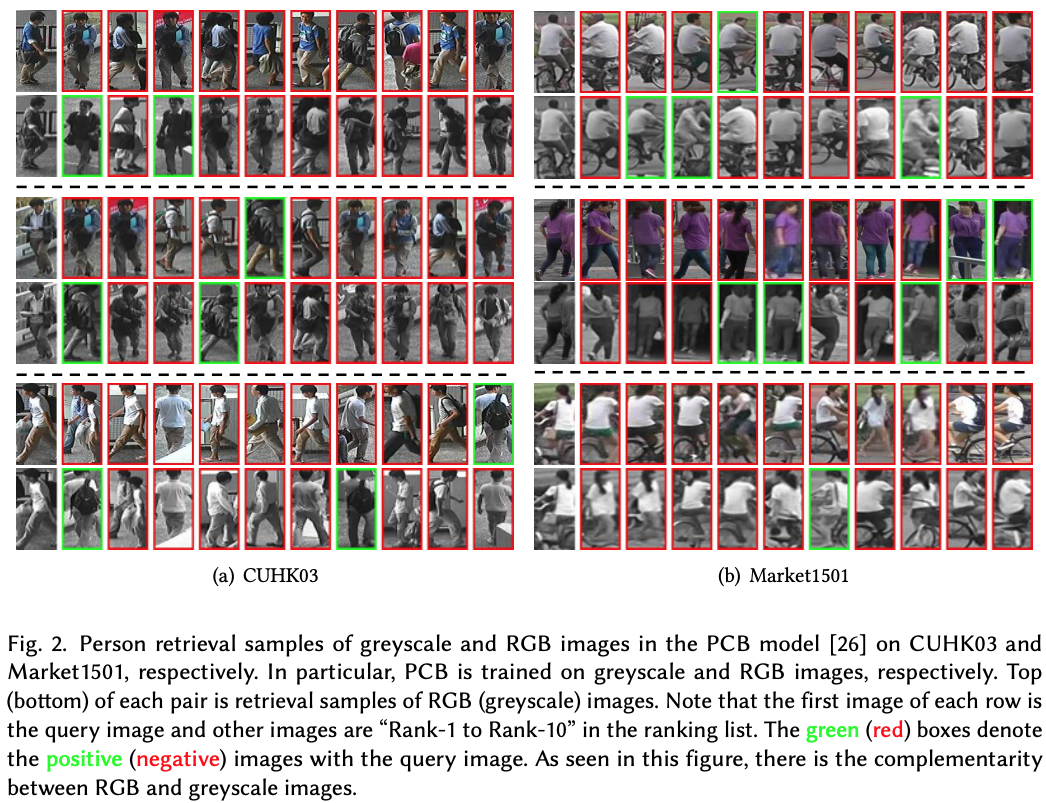 (a) CUHK03
(b) Market1501
Fig. 2. Person retrieval samples of greyscale and RGB images in the PCB model [26] on CUHK03 and
Market1501, respectively. In particular, PCB is trained on greyscale and RGB images, respectively. Top
(bottom) of each pair is retrieval samples of RGB (greyscale) images. Note that the first image of each row is
the query image and other images are “Rank-1 to Rank-10” in the ranking list. The green (red) boxes denote
the positive (negative) images with the query image. As seen in this figure, there is the complementarity
between RGB and greyscale images.